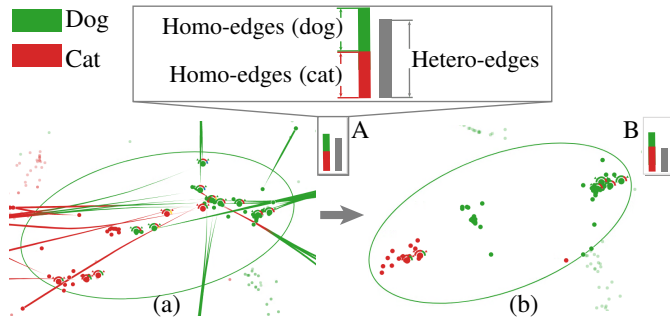 Dog
Cat
Homo-edges (dog)
Homo-edges (cat)
Hetero-edges
A
B
(a)
(b)